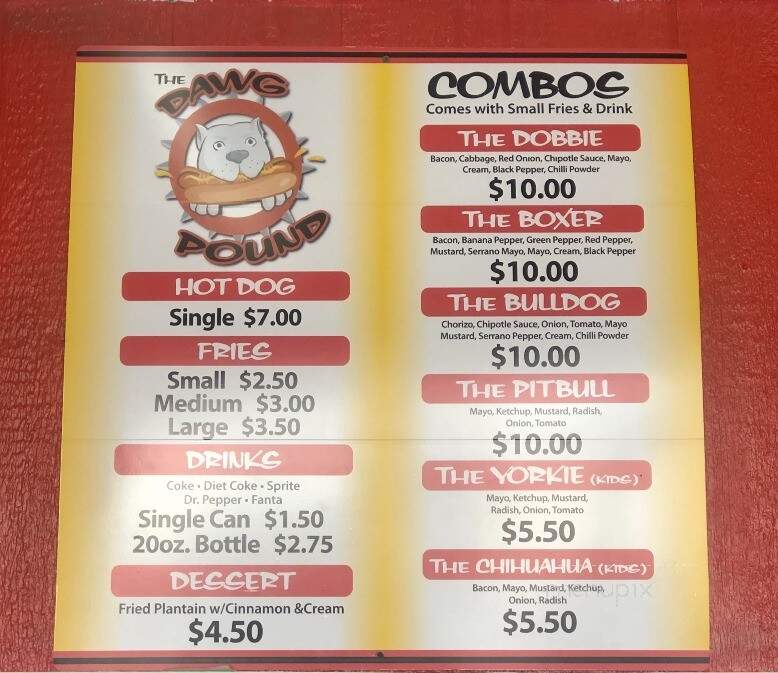 THE
DAWG
POUND
HOT DOG
Single $7.00
FRIES
Small $2.50
Medium $3.00
Large $3.50
DRINKS
Coke • Diet Coke • Sprite
Dr. Pepper • Fanta
Single Can $1.50
20oz. Bottle $2.75
DESSERT
Fried Plantain w/Cinnamon &Cream
$4.50
COMBOS
Comes with Small Fries & Drink
THE DOBBIE
Bacon, Cabbage, Red Onion, Chipotle Sauce, Mayo,
Cream, Black Pepper, Chilli Powder
$10.00
THE BOXER
Bacon, Banana Pepper, Green Pepper, Red Pepper,
Mustard, Serrano Mayo, Mayo, Cream, Black Pepper
$10.00
THE BULLDOG
Chorizo, Chipotle Sauce, Onion, Tomato, Mayo
Mustard, Serrano Pepper, Cream, Chilli Powder
$10.00
THE PITBULL
Mayo, Ketchup, Mustard, Radish,
Onion, Tomato
$10.00
THE YORKIE (KIDS)
Mayo, Ketchup, Mustard,
Radish, Onion, Tomato
$5.50
THE CHIHUAHUA (KIDS)
Bacon, Mayo, Mustard, Ketchup,
Onion, Radish
$5.50
menupix